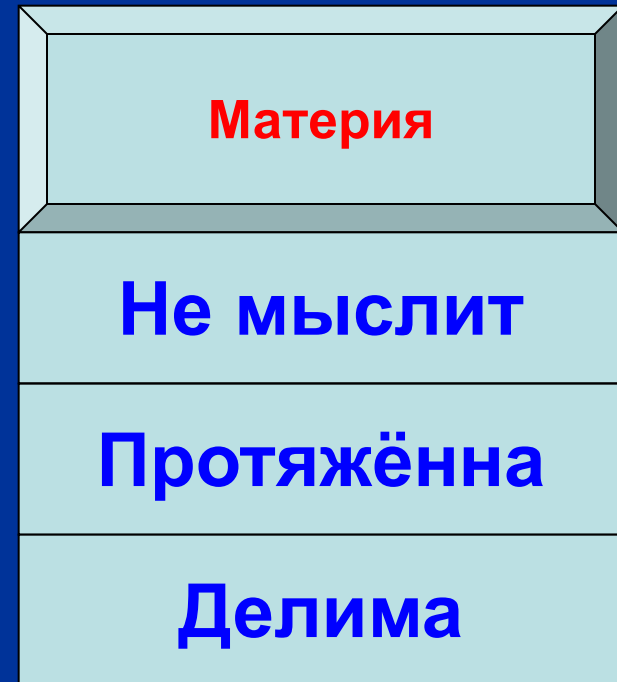 Материя
Не мыслит
Протяжённа
Делима